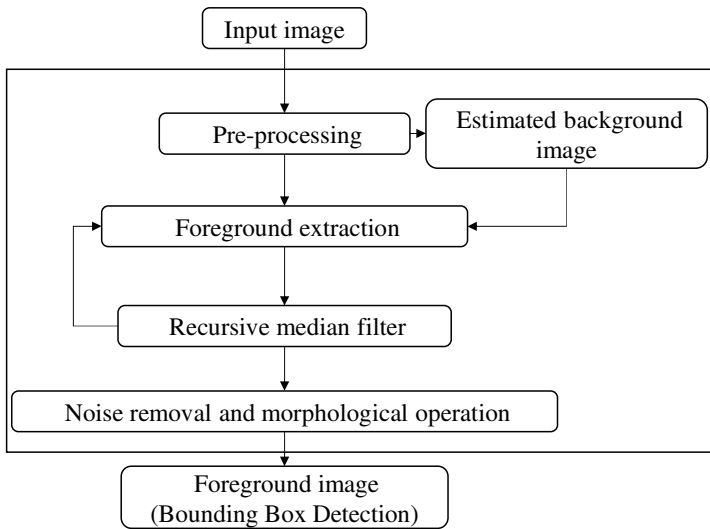 Input image
Pre-processing
Estimated background
image
Foreground extraction
Recursive median filter
Noise removal and morphological operation
Foreground image
(Bounding Box Detection)